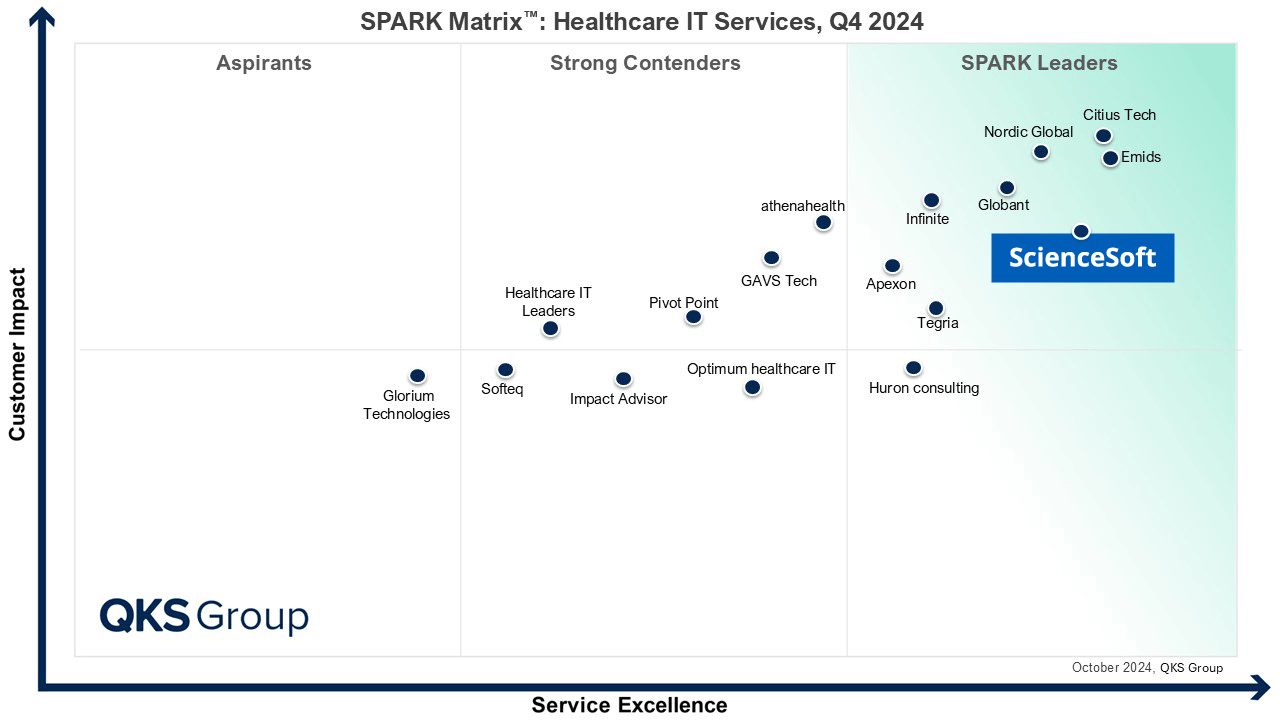 SPARK Matrix™: Healthcare IT Services, Q4 2024
Aspirants
Strong Contenders
SPARK Leaders
Citius Tech
Nordic Global
Emids
Globant
athenahealth
Infinite
ScienceSoft
GAVS Tech
Apexon
Healthcare IT
Leaders
Pivot Point
Tegria
Optimum healthcare IT
Glorium
Technologies
Softeq
Impact Advisor
Huron consulting
Customer Impact
QKS Group
October 2024, QKS Group
Service Excellence